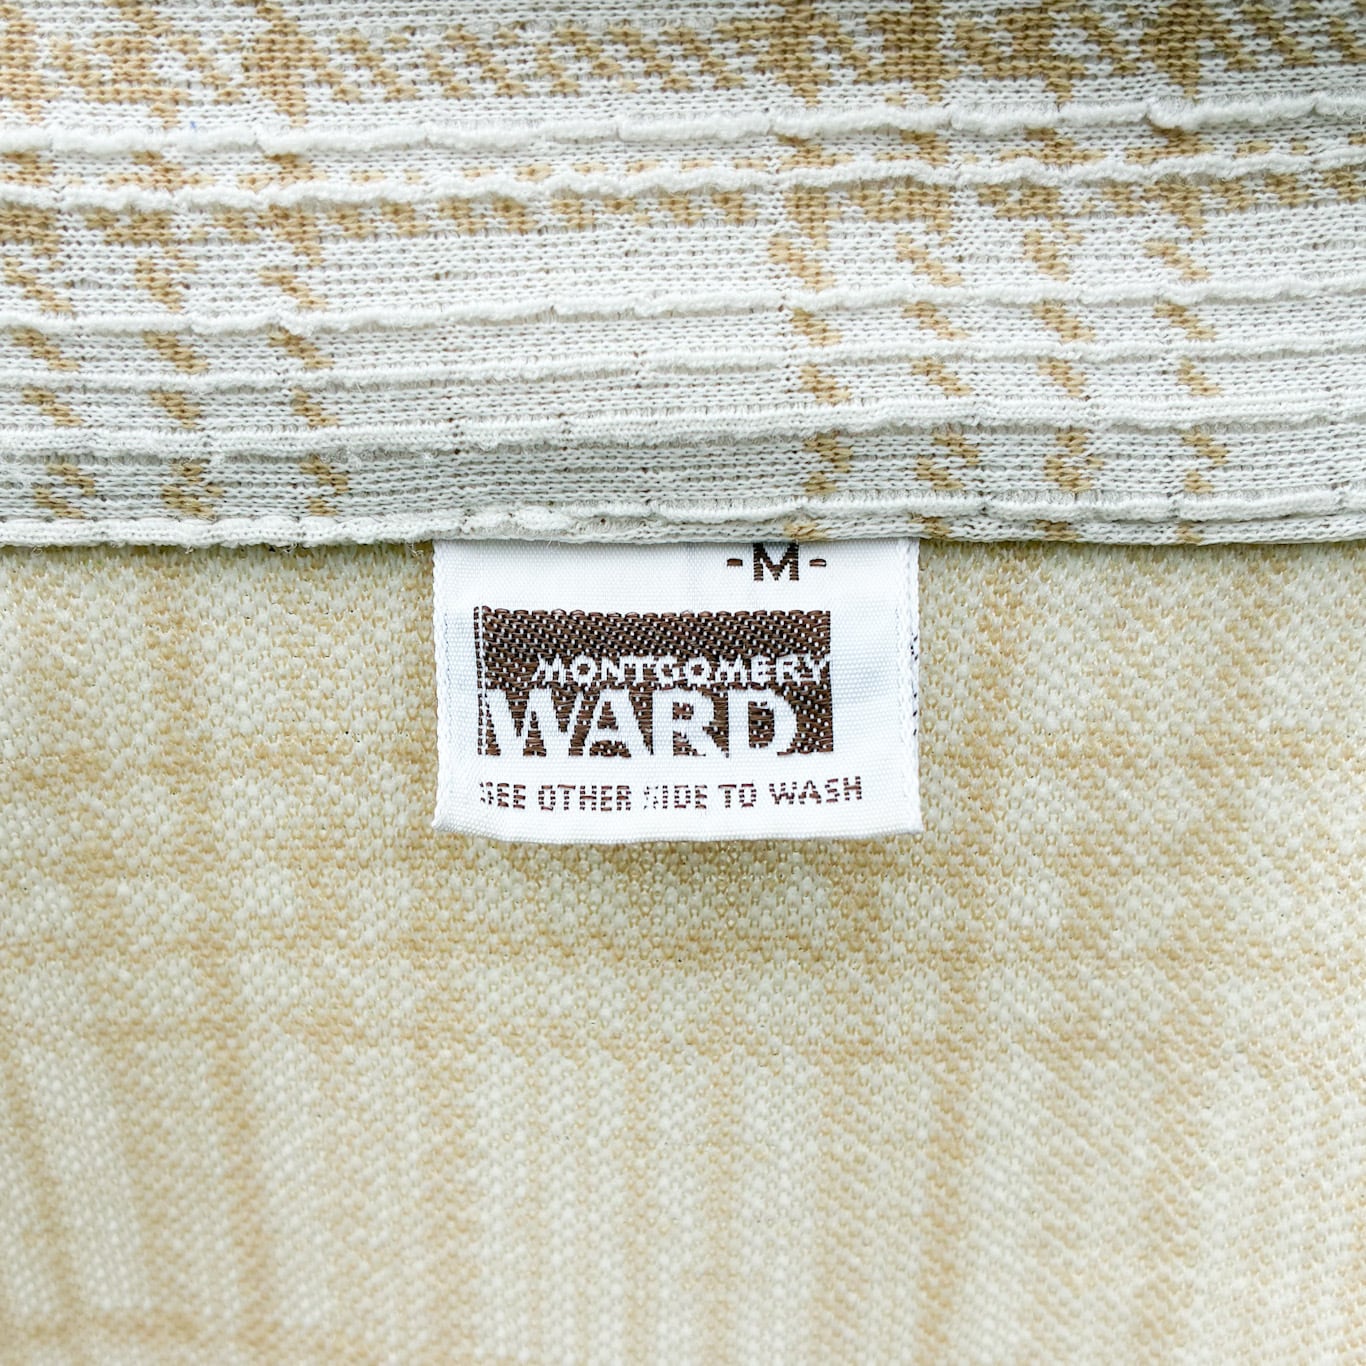 -M-
MONTGOMERY
WARD
SEE OTHER SIDE TO WASH